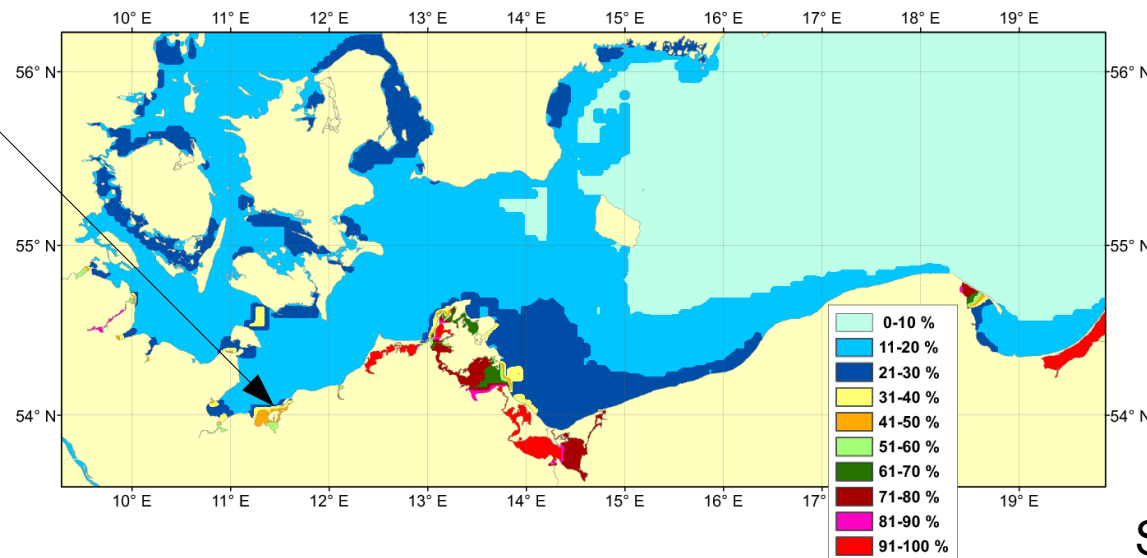 10° E 11° E 12° E 13° E 14° E 15° E 16° E 17° E 18° E 19° E
56° N 56° N
55° N 55° N
54° N 54° N
0-10 %
11-20 %
21-30 %
31-40 %
41-50 %
51-60 %
61-70 %
71-80 %
81-90 %
91-100 %
10° E 11° E 12° E 13° E 14° E 15° E 16° E 17° 19° E
S